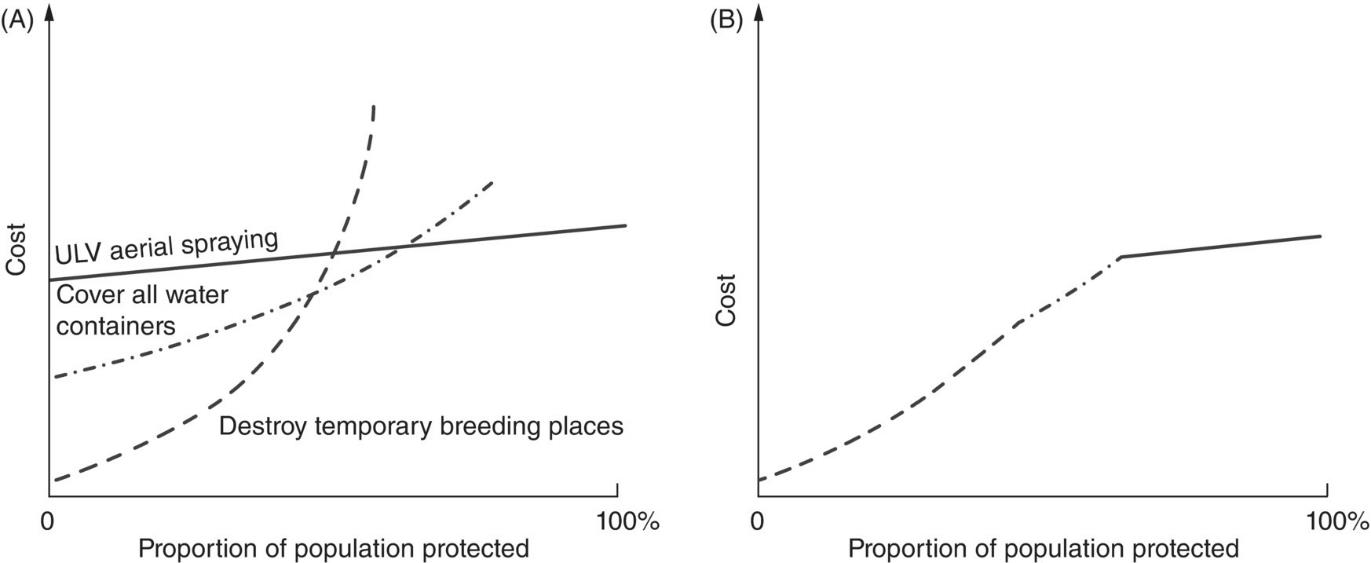 (A)
Cost
ULV aerial spraying
Cover all water
containers
Destroy temporary breeding places
0
100%
Proportion of population protected
(B)
Cost
0
100%
Proportion of population protected